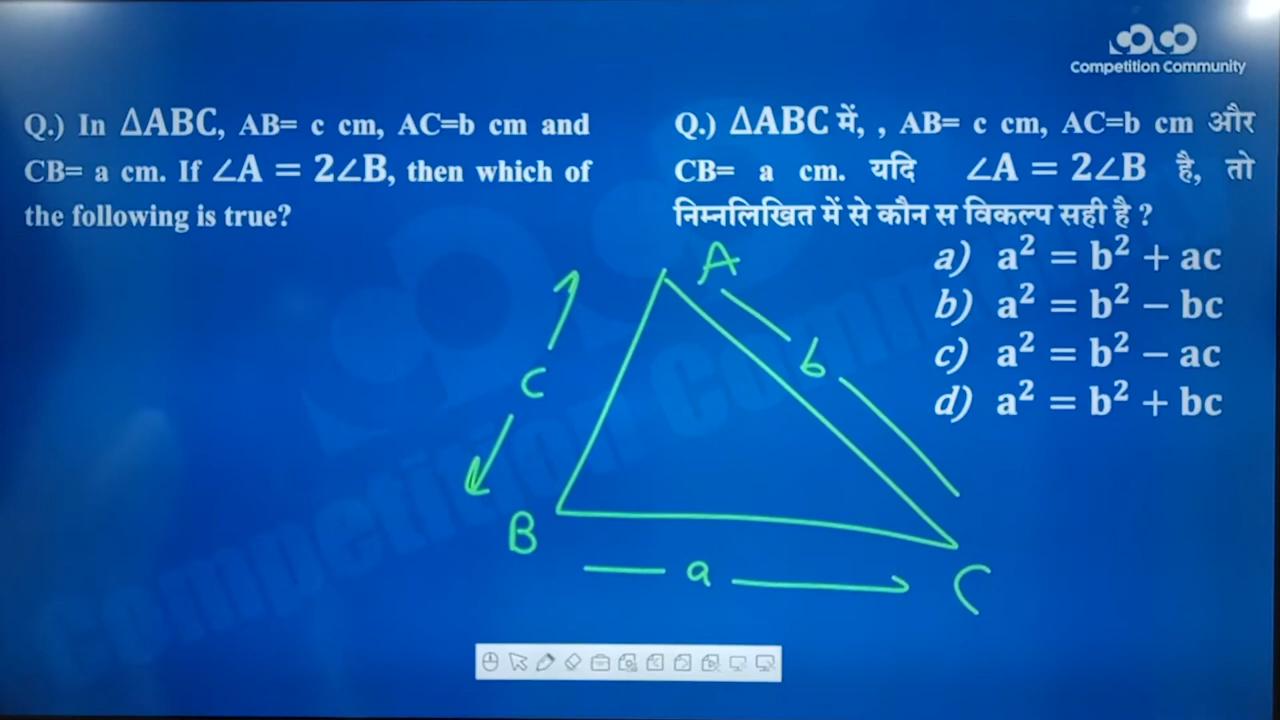 Competition Community
Q.) In ΔABC, AB= c cm, AC=b cm and
CB= a cm. If ∠A = 2∠B, then which of
the following is true?
Q.) ΔABC में, , AB= c cm, AC=b cm और
CB= a cm. यदि ∠A = 2∠B है, तो
निम्नलिखित में से कौन स विकल्प सही है ?
a) a² = b² + ac
b) a² = b² − bc
c) a² = b² − ac
d) a² = b² + bc
A
b
c
B
a
C
Competition Community